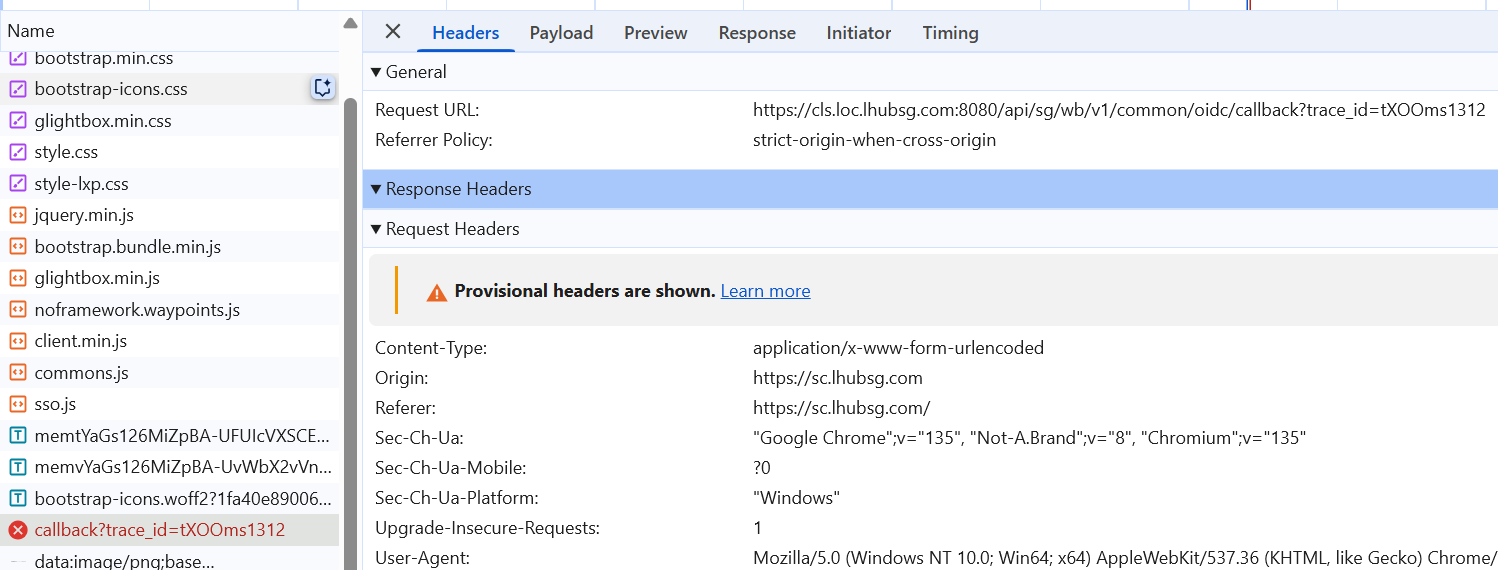 Name
bootstrap.min.css
bootstrap-icons.css
glightbox.min.css
style.css
style-lxp.css
jquery.min.js
bootstrap.bundle.min.js
glightbox.min.js
noframework.waypoints.js
client.min.js
commons.js
sso.js
memtYaGs126MiZpBA-UFUIcVXSCE...
memvYaGs126MiZpBA-UvWbX2vVn...
bootstrap-icons.woff2?1fa40e89006...
callback?trace_id=tXOOms1312
data:image/png;base...
Headers Payload Preview Response Initiator Timing
General
Request URL: https://cls.loc.lhubsg.com:8080/api/sg/wb/v1/common/oidc/callback?trace_id=tXOOms1312
Referrer Policy: strict-origin-when-cross-origin
Response Headers
Request Headers
Provisional headers are shown. Learn more
Content-Type: application/x-www-form-urlencoded
Origin: https://sc.lhubsg.com
Referer: https://sc.lhubsg.com/
Sec-Ch-Ua: "Google Chrome";v="135", "Not-A.Brand";v="8", "Chromium";v="135"
Sec-Ch-Ua-Mobile: ?0
Sec-Ch-Ua-Platform: "Windows"
Upgrade-Insecure-Requests: 1
User-Agent: Mozilla/5.0 (Windows NT 10.0; Win64; x64) AppleWebKit/537.36 (KHTML, like Gecko) Chrome/